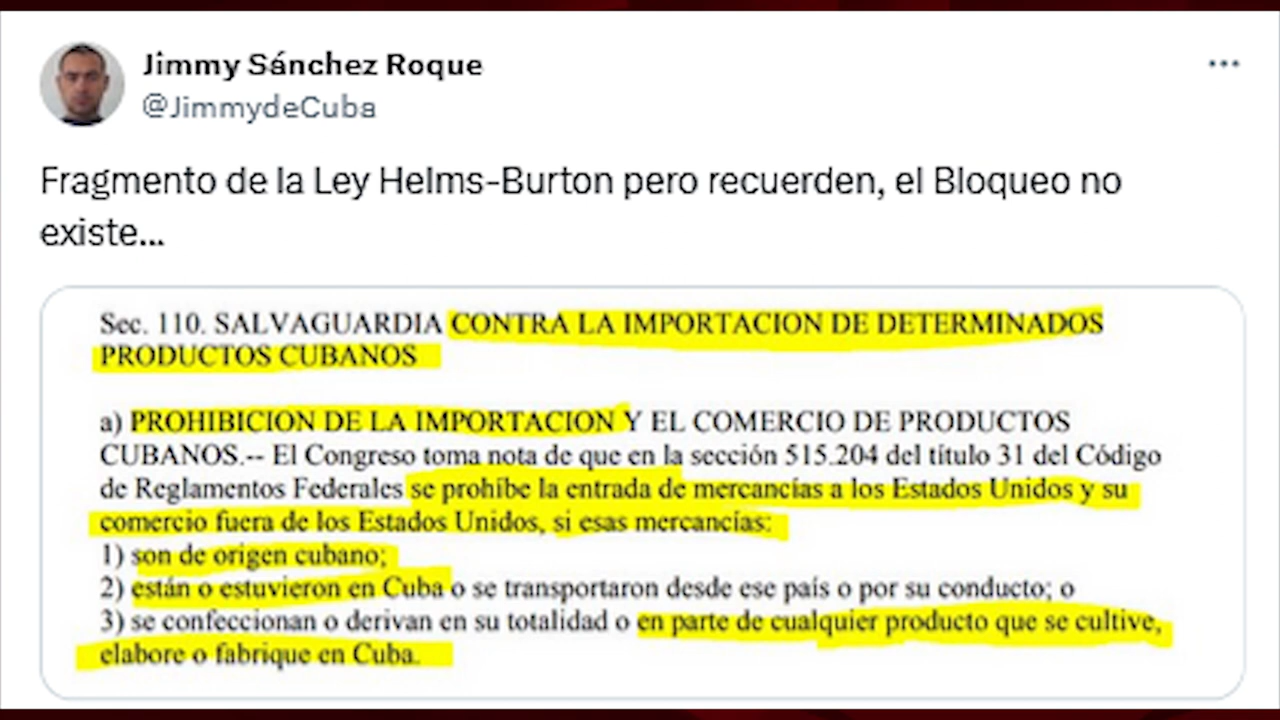 Jimmy Sánchez Roque
@JimmydeCuba
Fragmento de la Ley Helms-Burton pero recuerden, el Bloqueo no
existe...
Sec. 110. SALVAGUARDIA CONTRA LA IMPORTACION DE DETERMINADOS
PRODUCTOS CUBANOS
a) PROHIBICION DE LA IMPORTACION Y EL COMERCIO DE PRODUCTOS
CUBANOS.-- El Congreso toma nota de que en la sección 515.204 del título 31 del Código
de Reglamentos Federales se prohíbe la entrada de mercancías a los Estados Unidos y su
comercio fuera de los Estados Unidos, si esas mercancías:
1) son de origen cubano;
2) están o estuvieron en Cuba o se transportaron desde ese país o por su conducto; o
3) se confeccionan o derivan en su totalidad o en parte de cualquier producto que se cultive,
elabore o fabrique en Cuba.